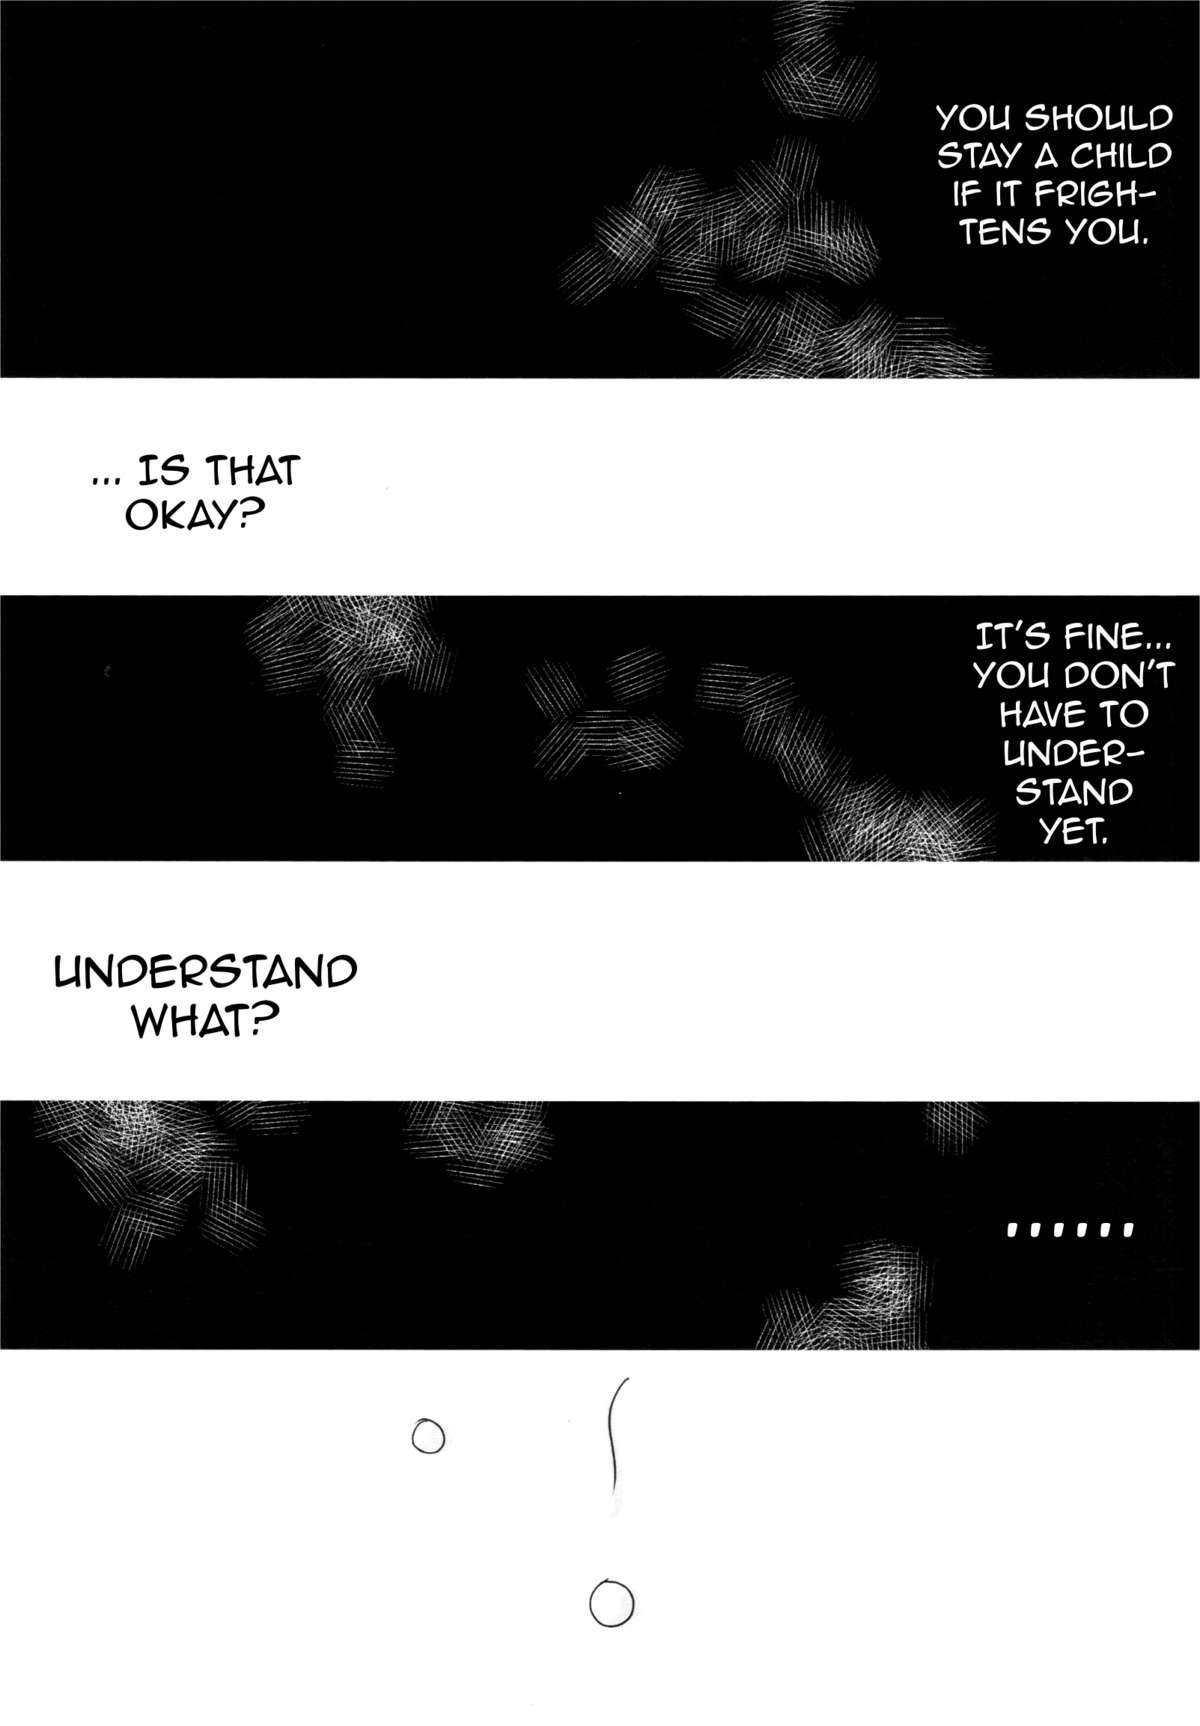 YOU SHOULD
STAY A CHILD
IF IT FRIGH-
TENS YOU.
... IS THAT
OKAY?
IT'S FINE...
YOU DON'T
HAVE TO
UNDER-
STAND
YET.
UNDERSTAND
WHAT?
......